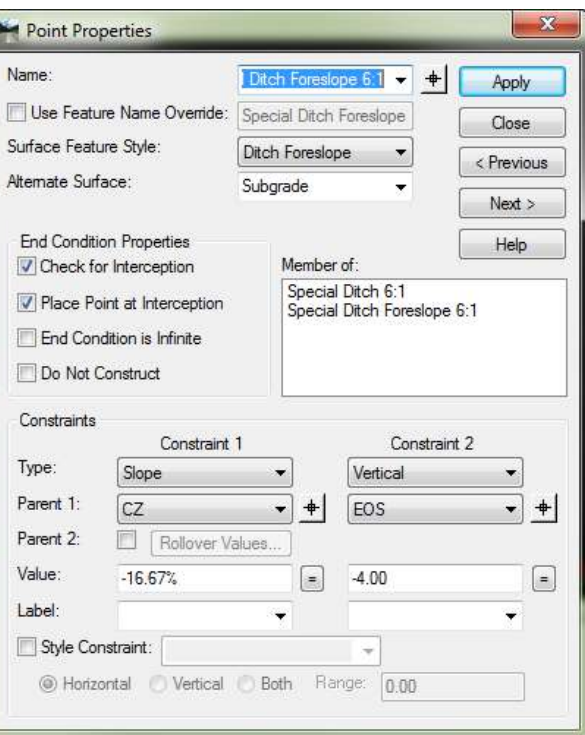 Point Properties
Name: l Ditch Foreslope 6:1
Apply
Use Feature Name Override: Special Ditch Foreslope
Close
Surface Feature Style: Ditch Foreslope
< Previous
Alternate Surface: Subgrade
Next >
Help
End Condition Properties
Check for Interception
Place Point at Interception
End Condition is Infinite
Do Not Construct
Member of:
Special Ditch 6:1
Special Ditch Foreslope 6:1
Constraints
Constraint 1 Constraint 2
Type: Slope Vertical
Parent 1: CZ EOS
Parent 2: Rollover Values...
Value: -16.67% = -4.00 =
Label:
Style Constraint:
Horizontal Vertical Both Range: 0.00